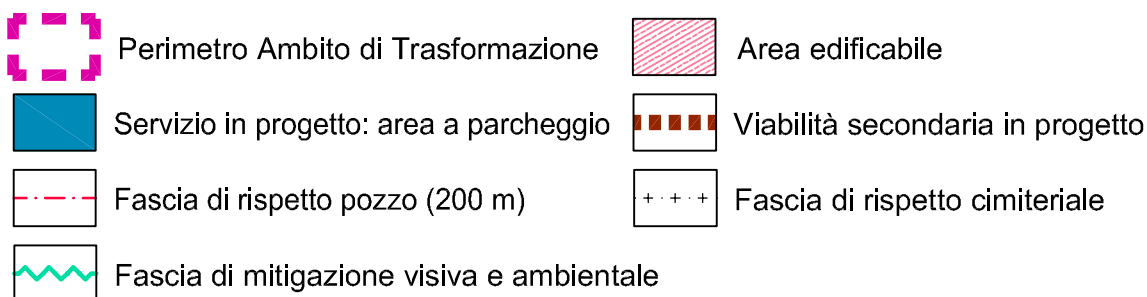 Perimetro Ambito di Trasformazione
Area edificabile
Servizio in progetto: area a parcheggio
Viabilità secondaria in progetto
Fascia di rispetto pozzo (200 m)
Fascia di rispetto cimiteriale
Fascia di mitigazione visiva e ambientale